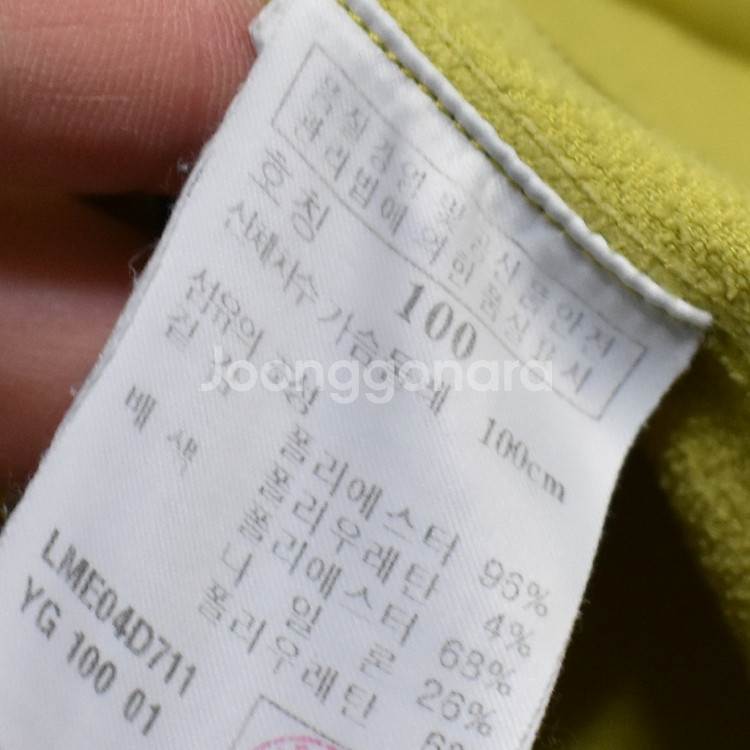 품질경영 및 공산품안전
관리법에 의한 품질표시
호칭 100
신체치수 가슴둘레 100cm
섬유의 조성
겉감 폴리에스터 96%
폴리우레탄 4%
배색 폴리에스터 68%
나일론 26%
폴리우레탄 6%
LME04D711
YG 100 01
Joonggonara